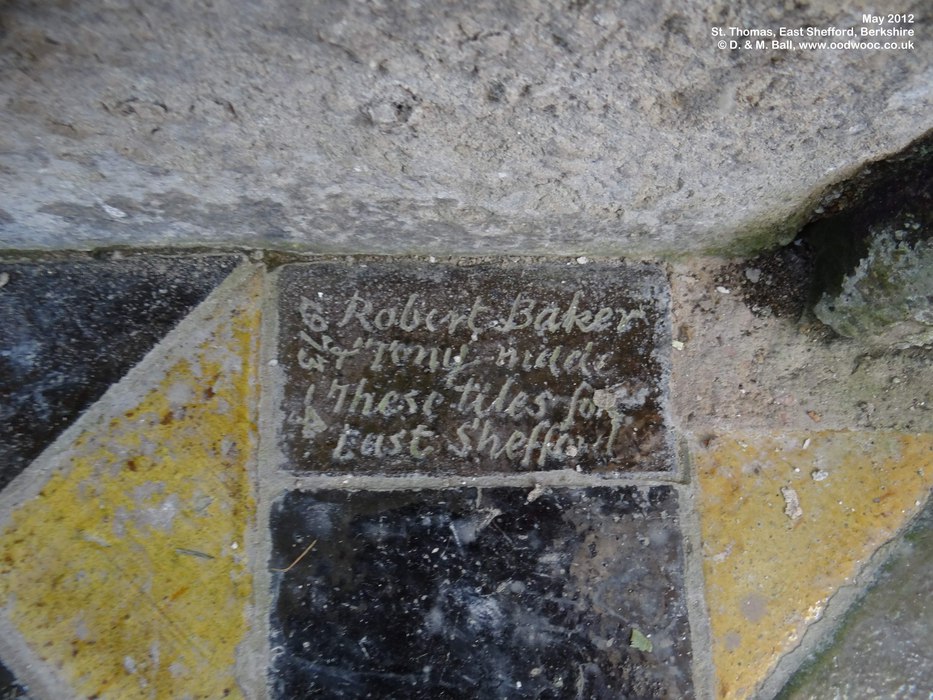 May 2012
St. Thomas, East Shefford, Berkshire
© D. & M. Ball, www.oodwooc.co.uk
Robert Baker
& Tony made
These tiles for
East Shefford